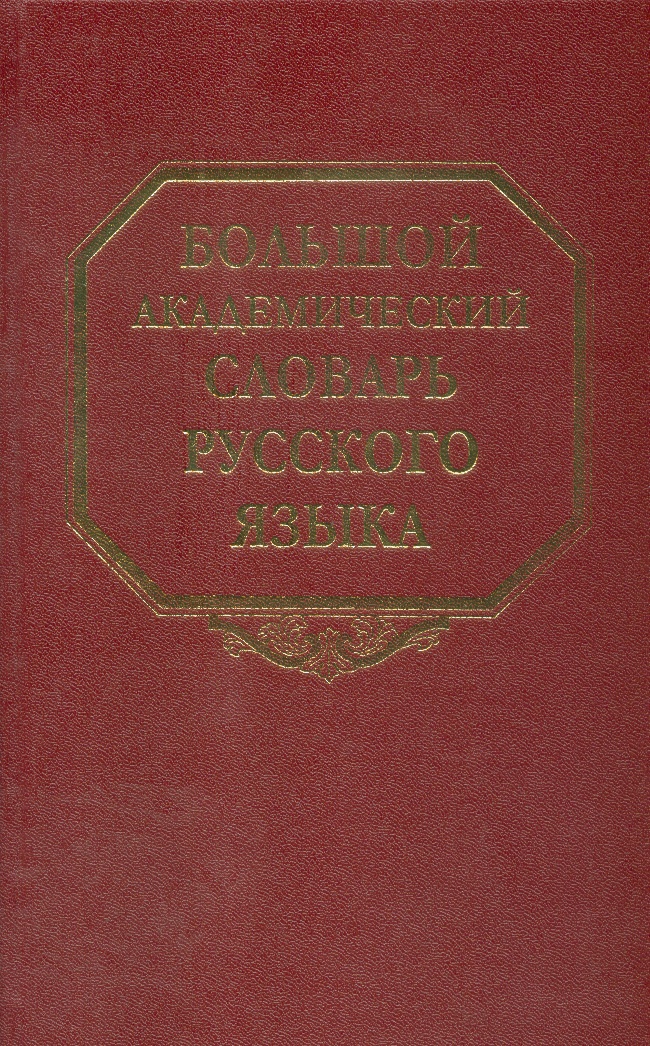 БОЛЬШОЙ
АКАДЕМИЧЕСКИЙ
СЛОВАРЬ
РУССКОГО
ЯЗЫКА